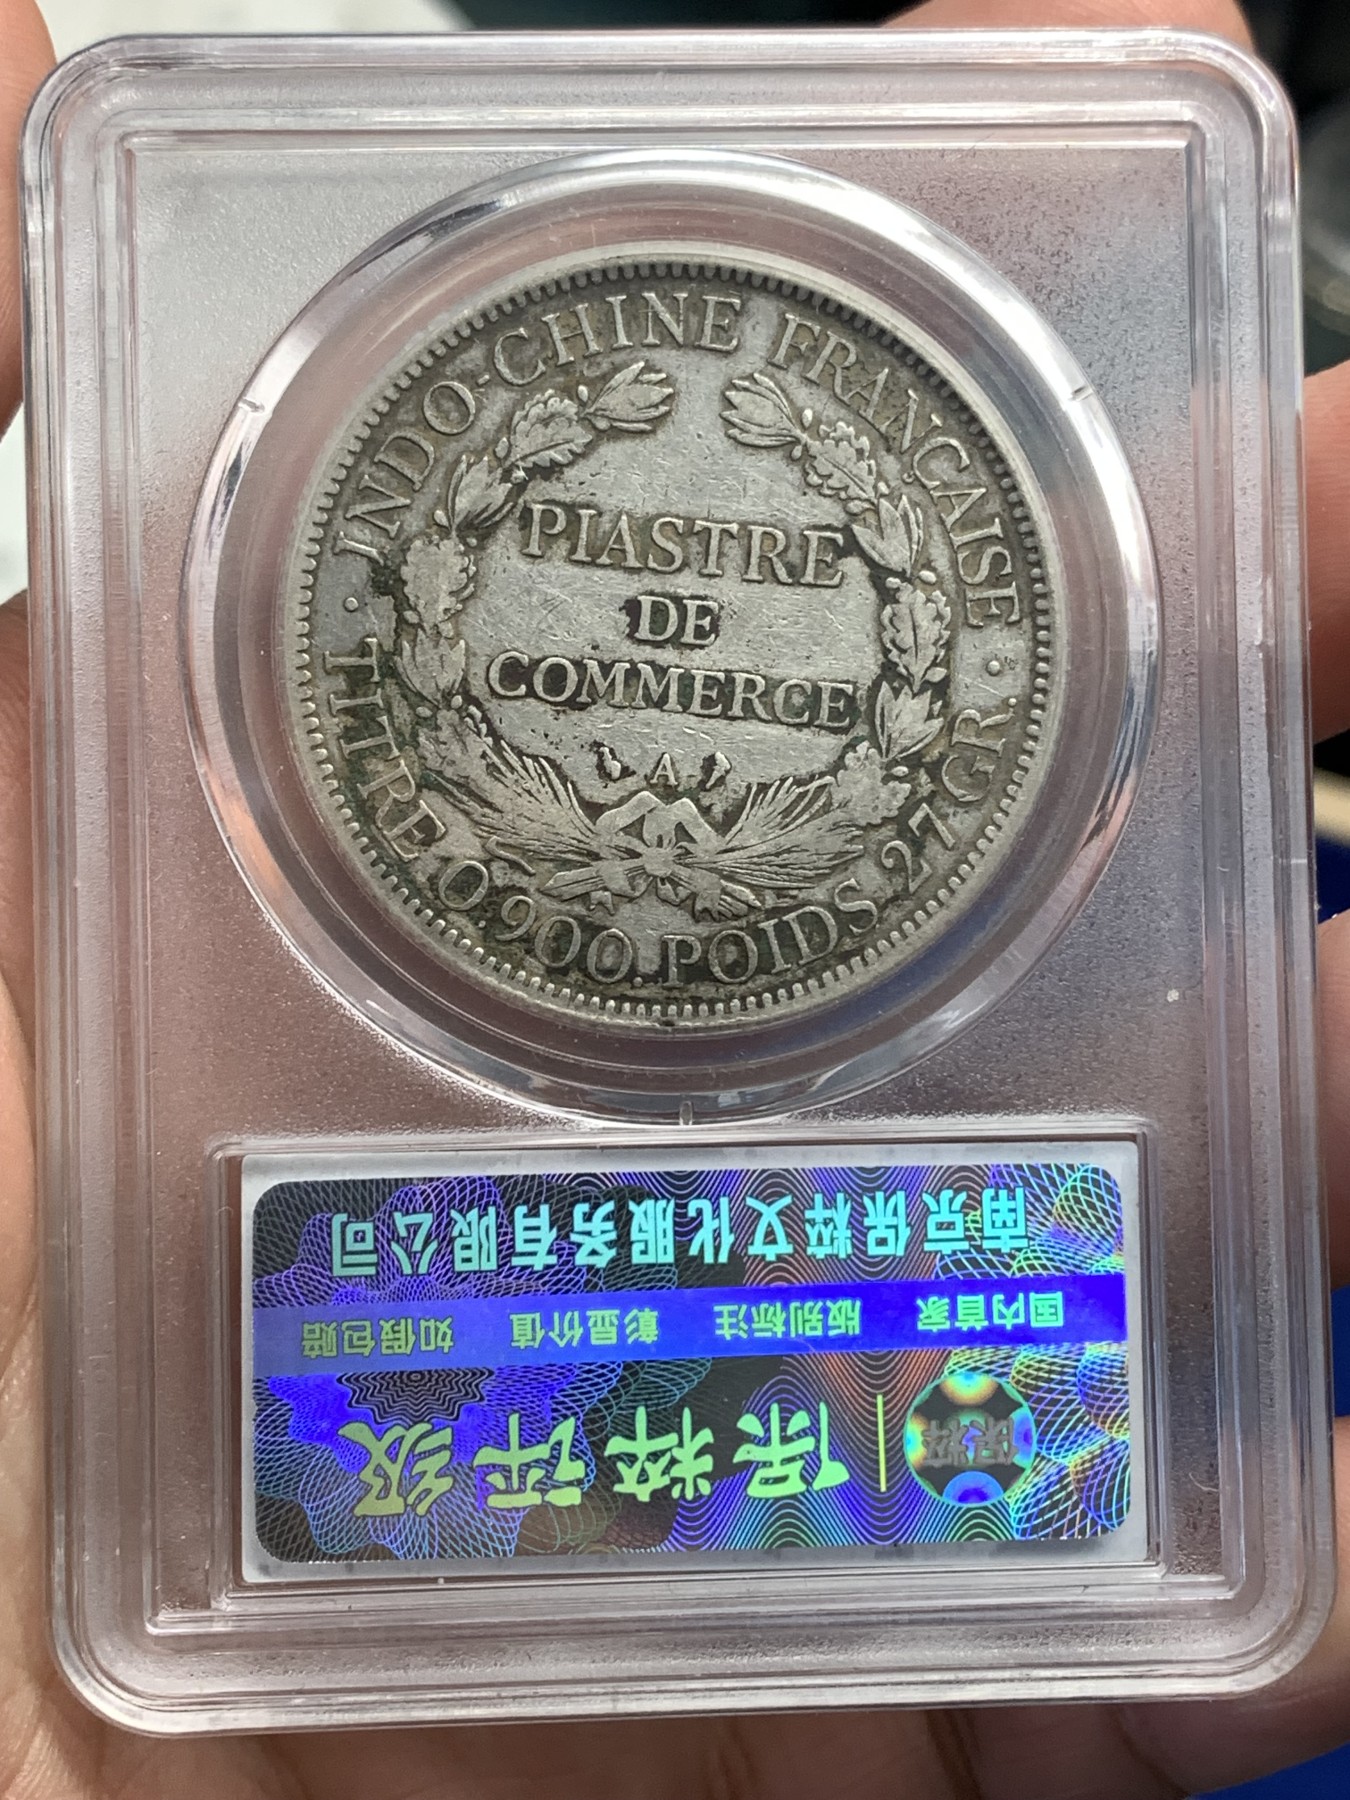 INDO-CHINE FRANÇAISE
PIASTRE
DE
COMMERCE
A
· TITRE 0.900. POIDS 27 GR. ·
保粹
保粹评级
国内首家 版别标注 彰显价值 如假包赔
南京保粹文化服务有限公司